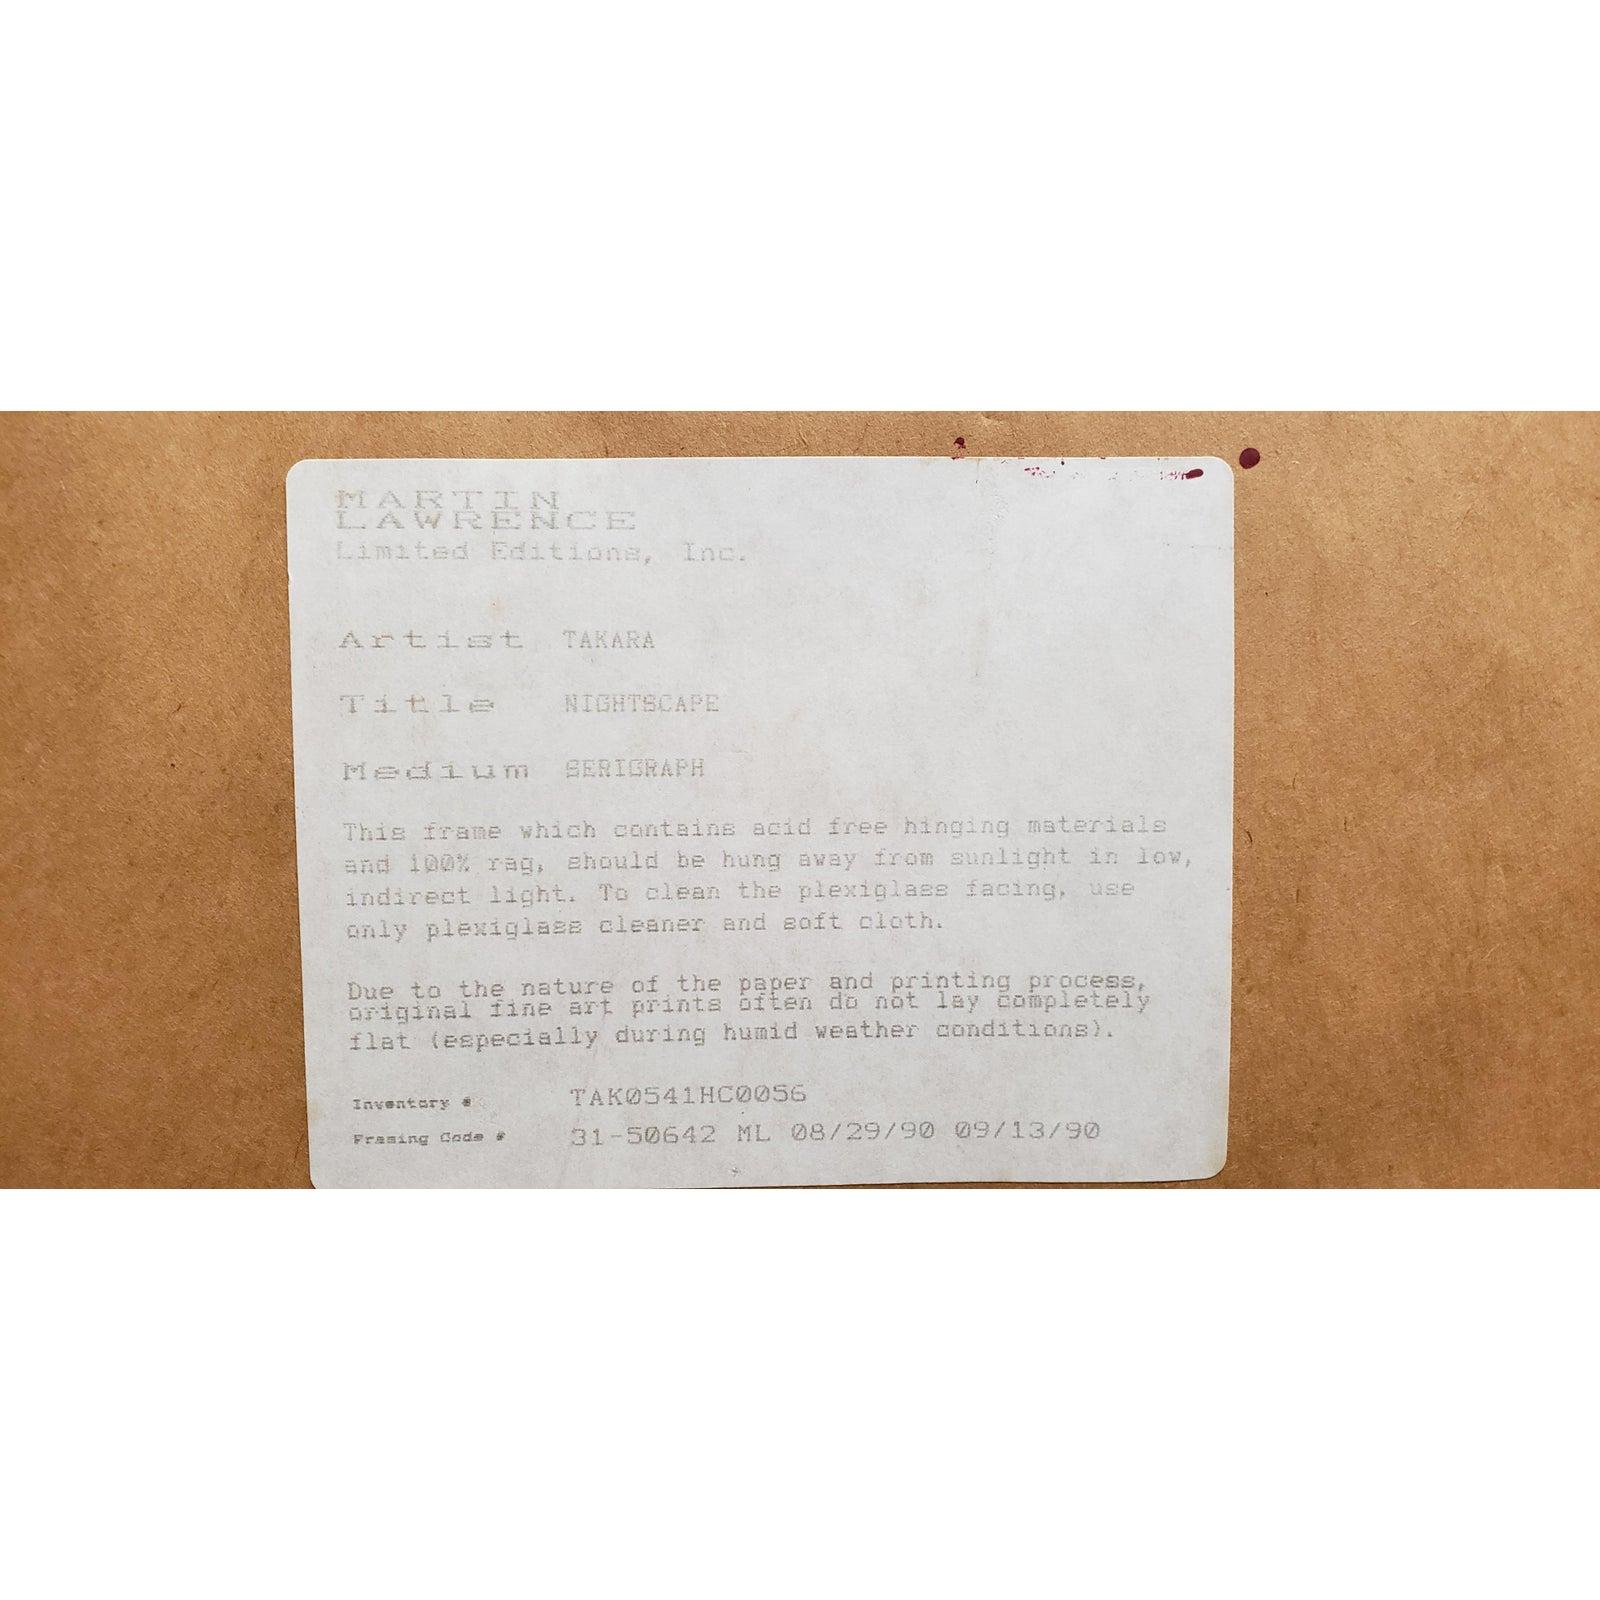 MARTIN
LAWRENCE
Limited Editions, Inc.
Artist TAKARA
Title NIGHTSCAPE
Medium SERIGRAPH
This frame which contains acid free hinging materials
and 100% rag, should be hung away from sunlight in low,
indirect light. To clean the plexiglass facing, use
only plexiglass cleaner and soft cloth.
Due to the nature of the paper and printing process,
original fine art prints often do not lay completely
flat (especially during humid weather conditions).
Inventory # TAK0541HC0056
Framing Code # 31-50642 ML 08/29/90 09/13/90